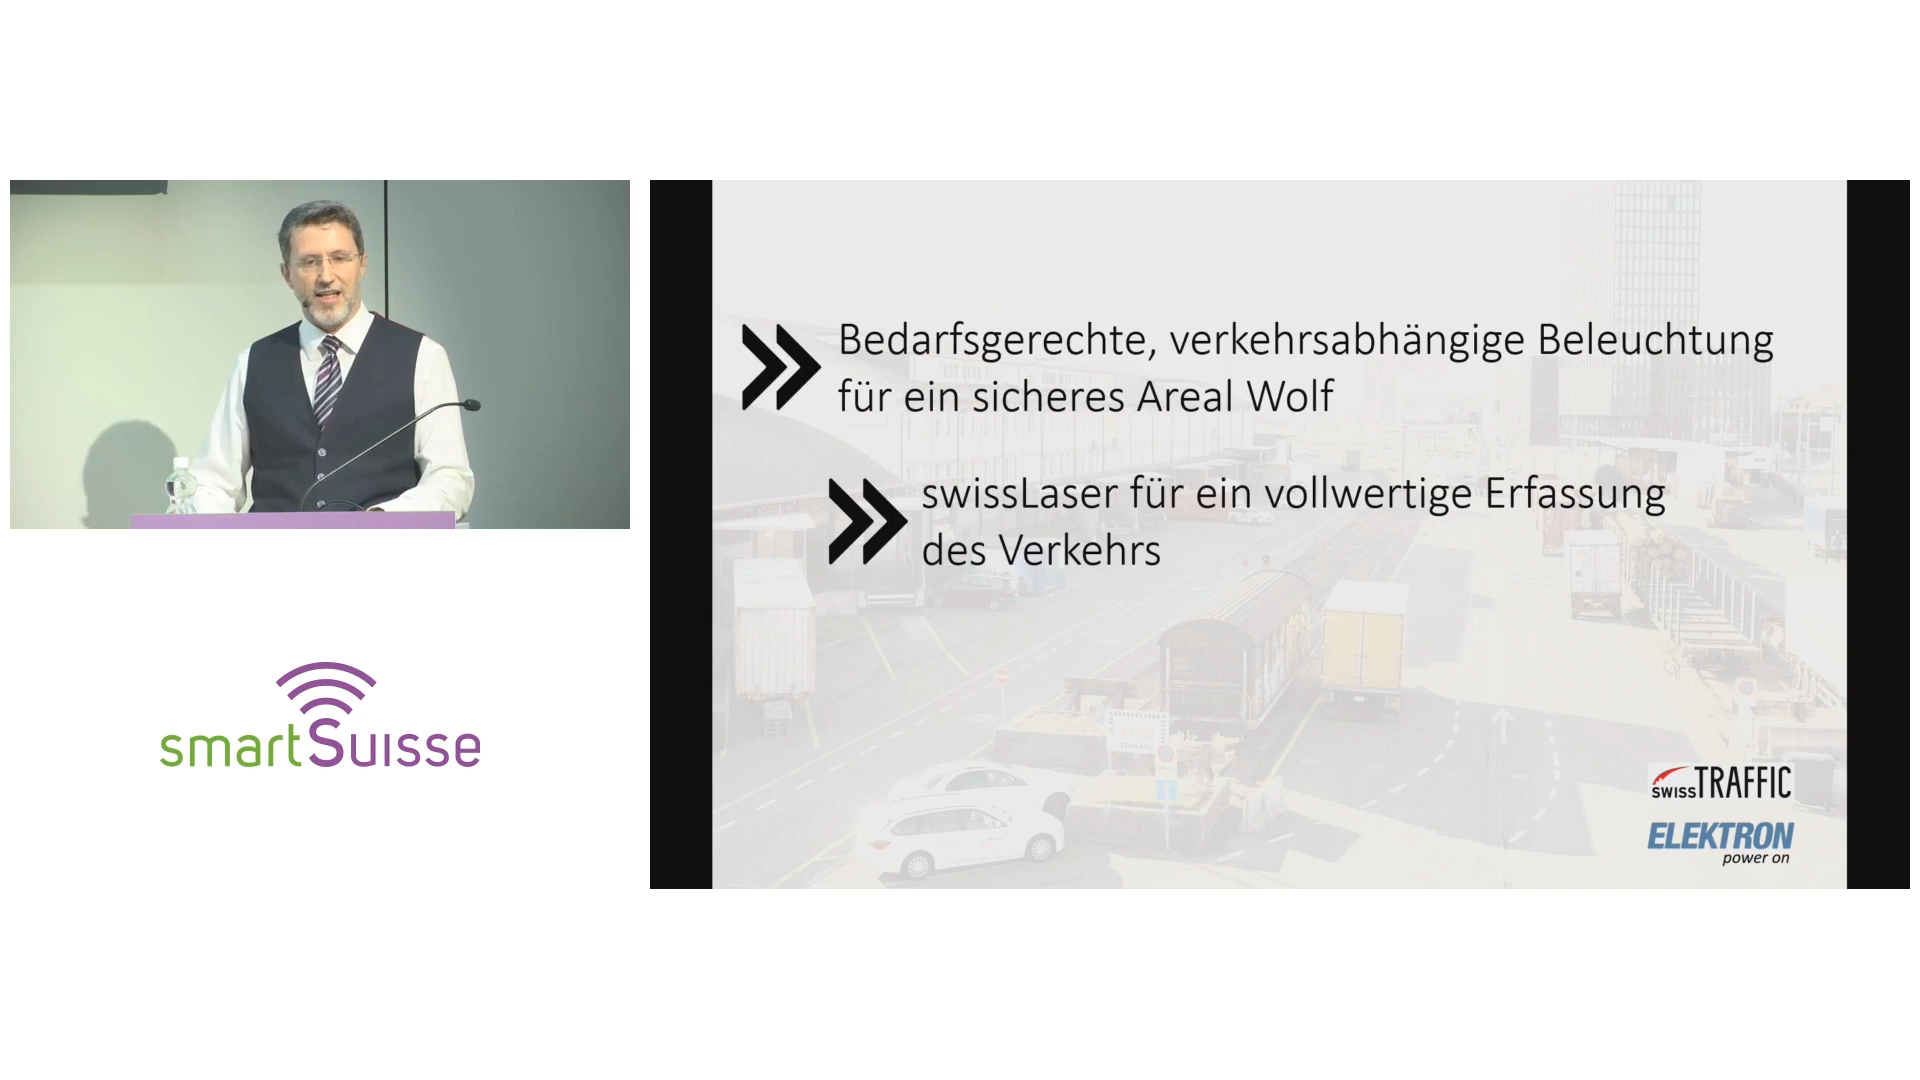 Bedarfsgerechte, verkehrsabhängige Beleuchtung
für ein sicheres Areal Wolf
swissLaser für ein vollwertige Erfassung
des Verkehrs
smartSuisse
swissTRAFFIC
ELEKTRON
power on